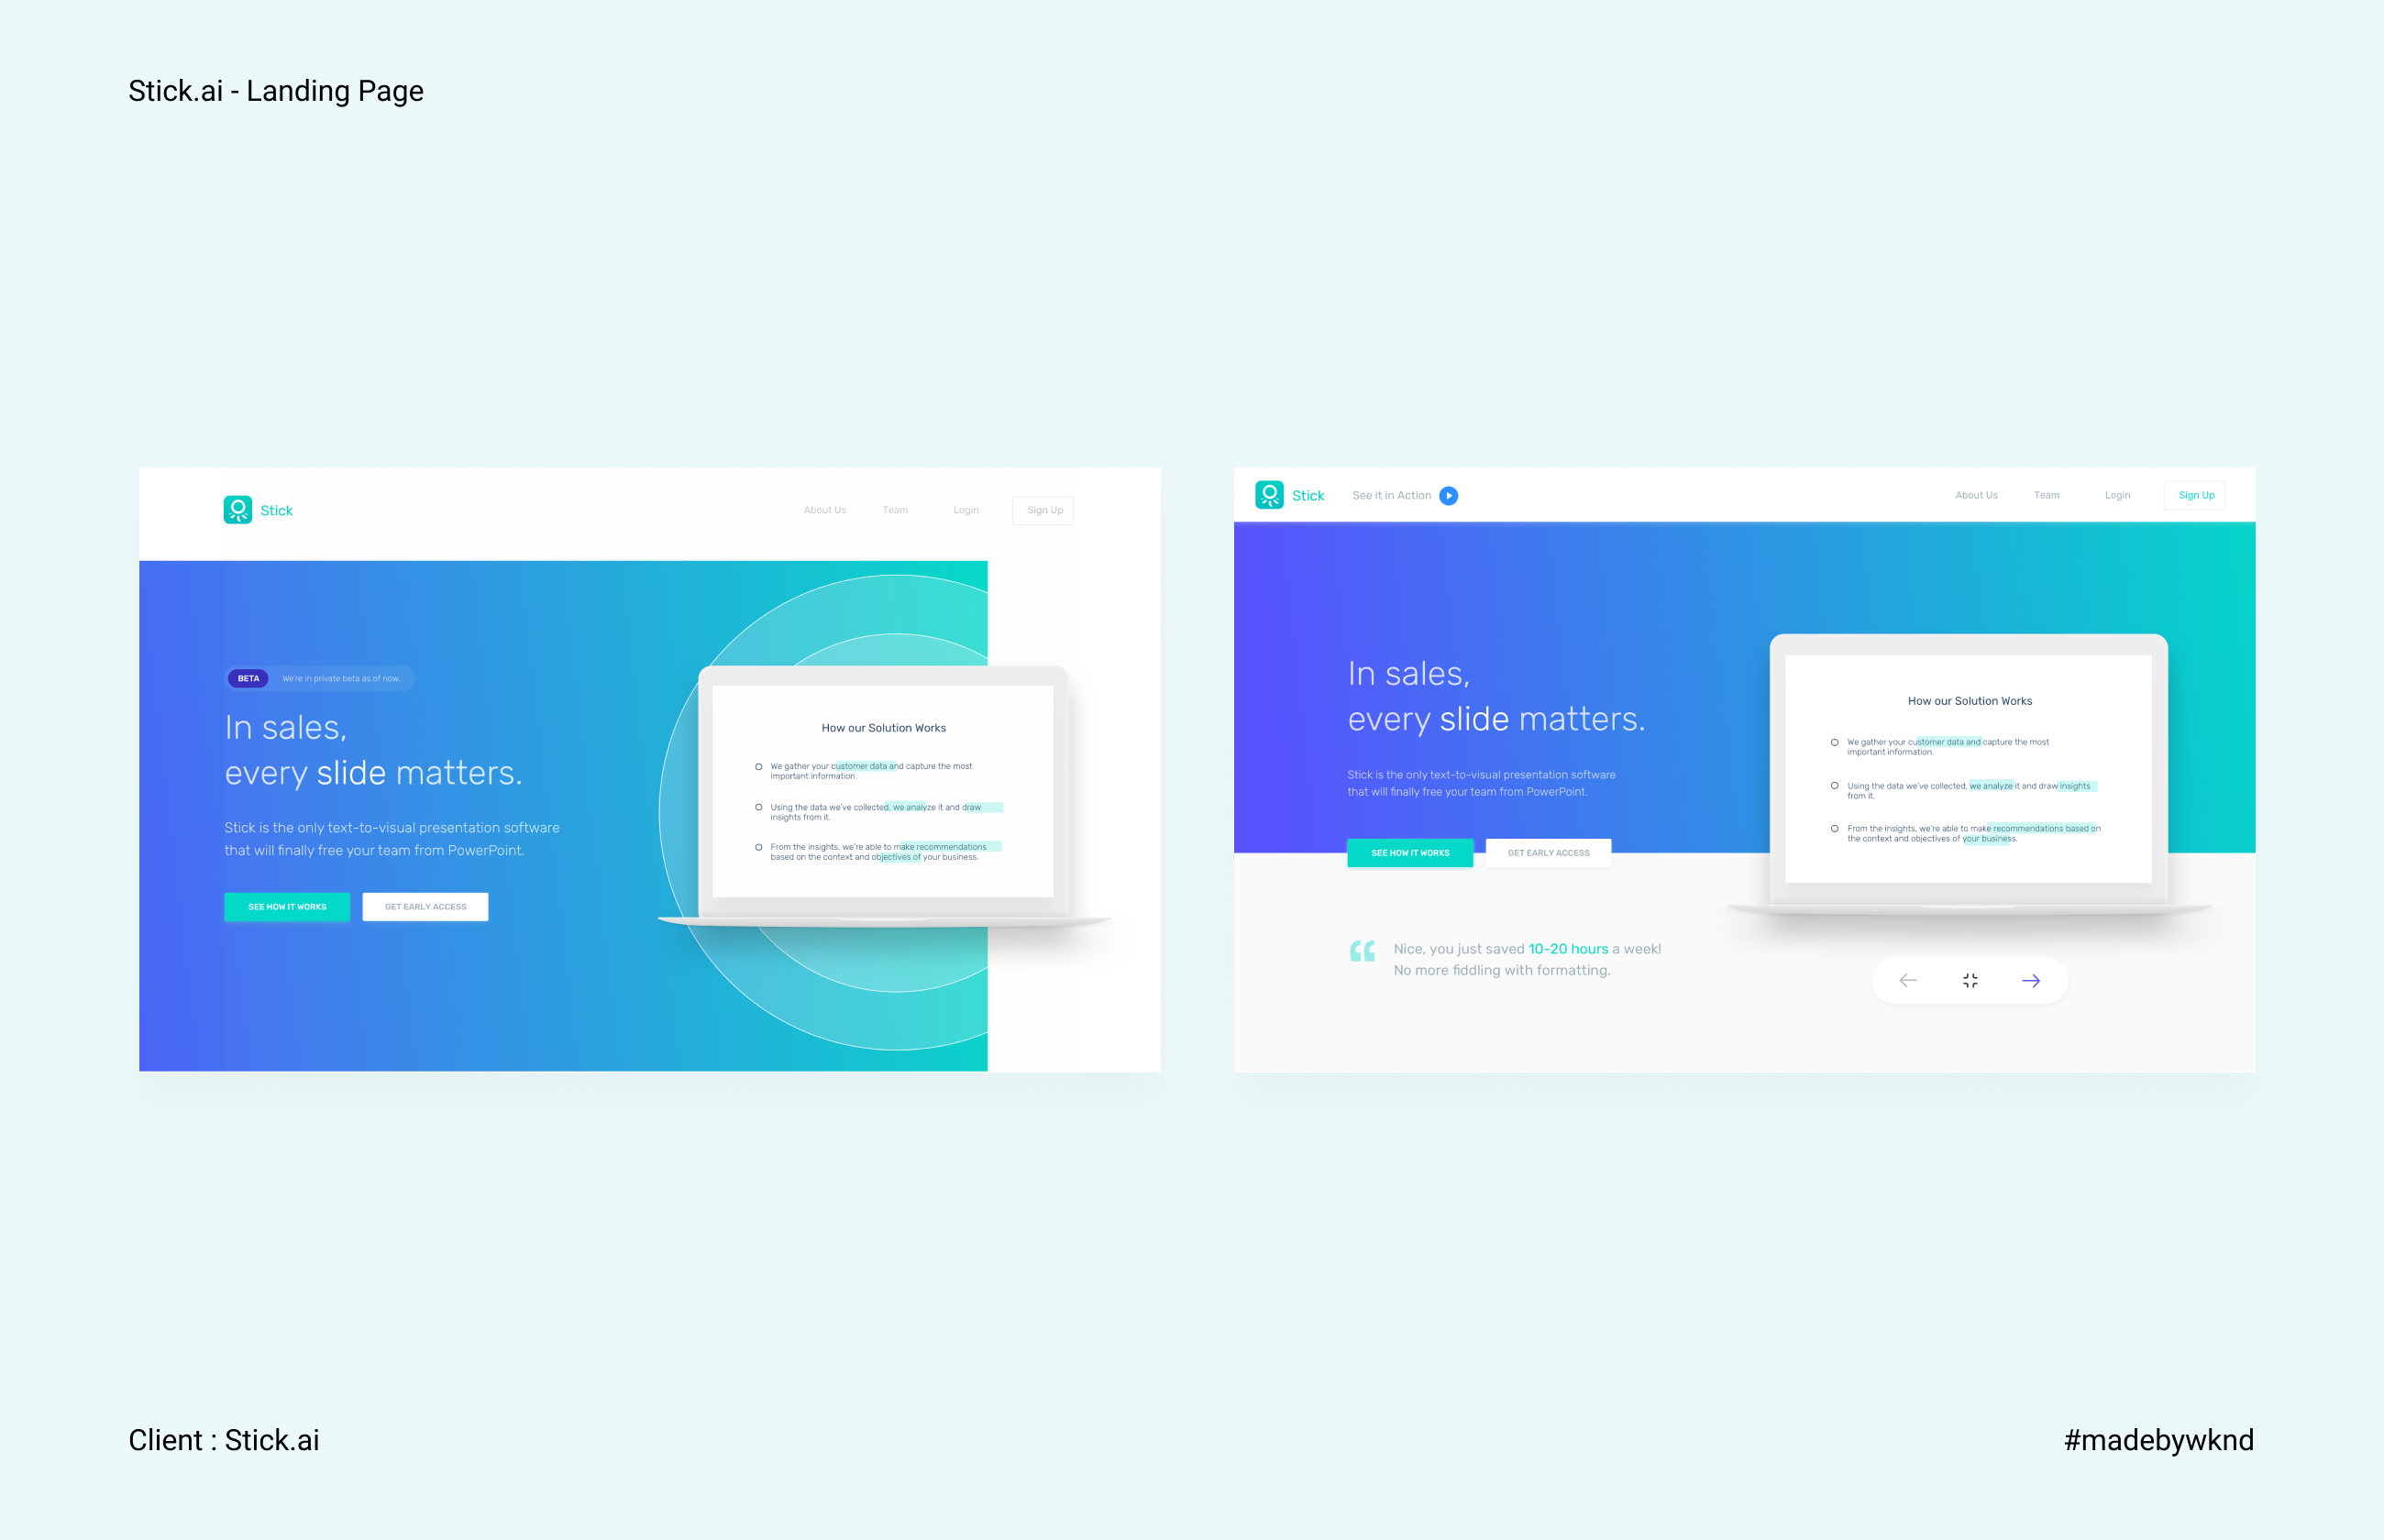 Stick.ai - Landing Page
Stick
About Us
Team
Login
Sign Up
BETA
We're in private beta as of now.
In sales,
every slide matters.
Stick is the only text-to-visual presentation software
that will finally free your team from PowerPoint.
SEE HOW IT WORKS
GET EARLY ACCESS
How our Solution Works
We gather your customer data and capture the most
important information.
Using the data we've collected, we analyze it and draw
insights from it.
From the insights, we're able to make recommendations
based on the context and objectives of your business.
Stick
See it in Action
About Us
Team
Login
Sign Up
In sales,
every slide matters.
Stick is the only text-to-visual presentation software
that will finally free your team from PowerPoint.
SEE HOW IT WORKS
GET EARLY ACCESS
How our Solution Works
We gather your customer data and capture the most
important information.
Using the data we've collected, we analyze it and draw insights
from it.
From the insights, we're able to make recommendations based on
the context and objectives of your business.
“ Nice, you just saved 10-20 hours a week!
No more fiddling with formatting.
Client : Stick.ai
#madebywknd